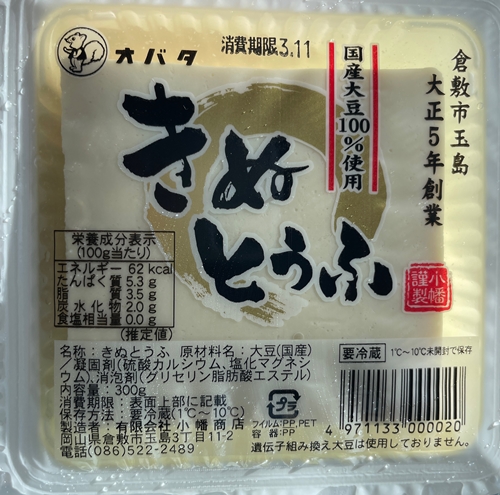 オバタ
消費期限3.11
国産大豆100%使用
倉敷市玉島
大正5年創業
きぬ
とうふ
小幡
謹製
栄養成分表示
(100g当たり)
エネルギー 62 kcal
たんぱく質 5.3 g
脂質 3.5 g
炭水化物 2.0 g
食塩相当量 0.0 g
(推定値)
名称:きぬとうふ 原材料名:大豆(国産)
/凝固剤(硫酸カルシウム、塩化マグネシ
ウム)、消泡剤(グリセリン脂肪酸エステル)
内容量:300g
消費期限:表面上部に記載
保存方法:要冷蔵(1℃~10℃)
製造者:有限会社 小幡商店
岡山県倉敷市玉島3丁目11-2
電話(086)522-2489
要冷蔵 1℃~10℃未開封で保存
プラ
フイルム:PP,PET
容器:PP
4 971133 000020
遺伝子組み換え大豆は使用しておりません。